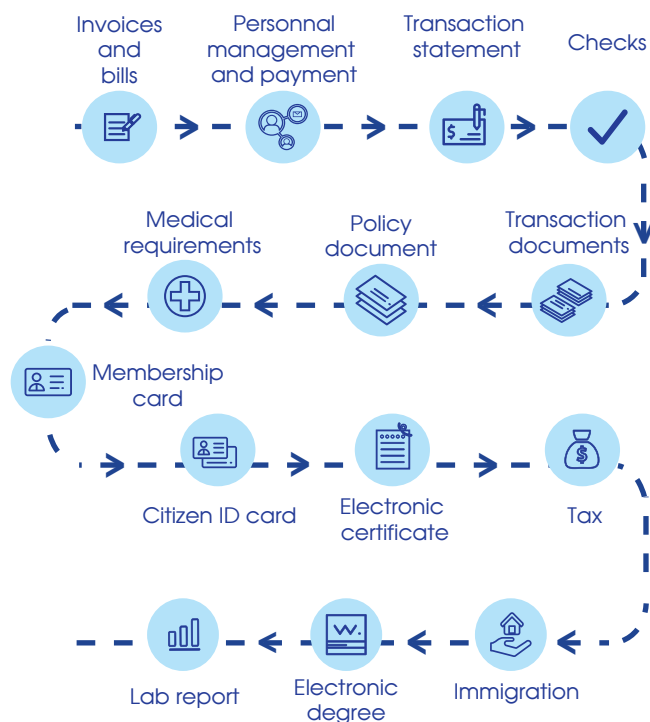 Invoices
and
bills
Personnal
management
and payment
Transaction
statement
Checks
$
Transaction
documents
Policy
document
Medical
requirements
Membership
card
Citizen ID card
Electronic
certificate
Tax
$
Immigration
W.
Electronic
degree
Lab report